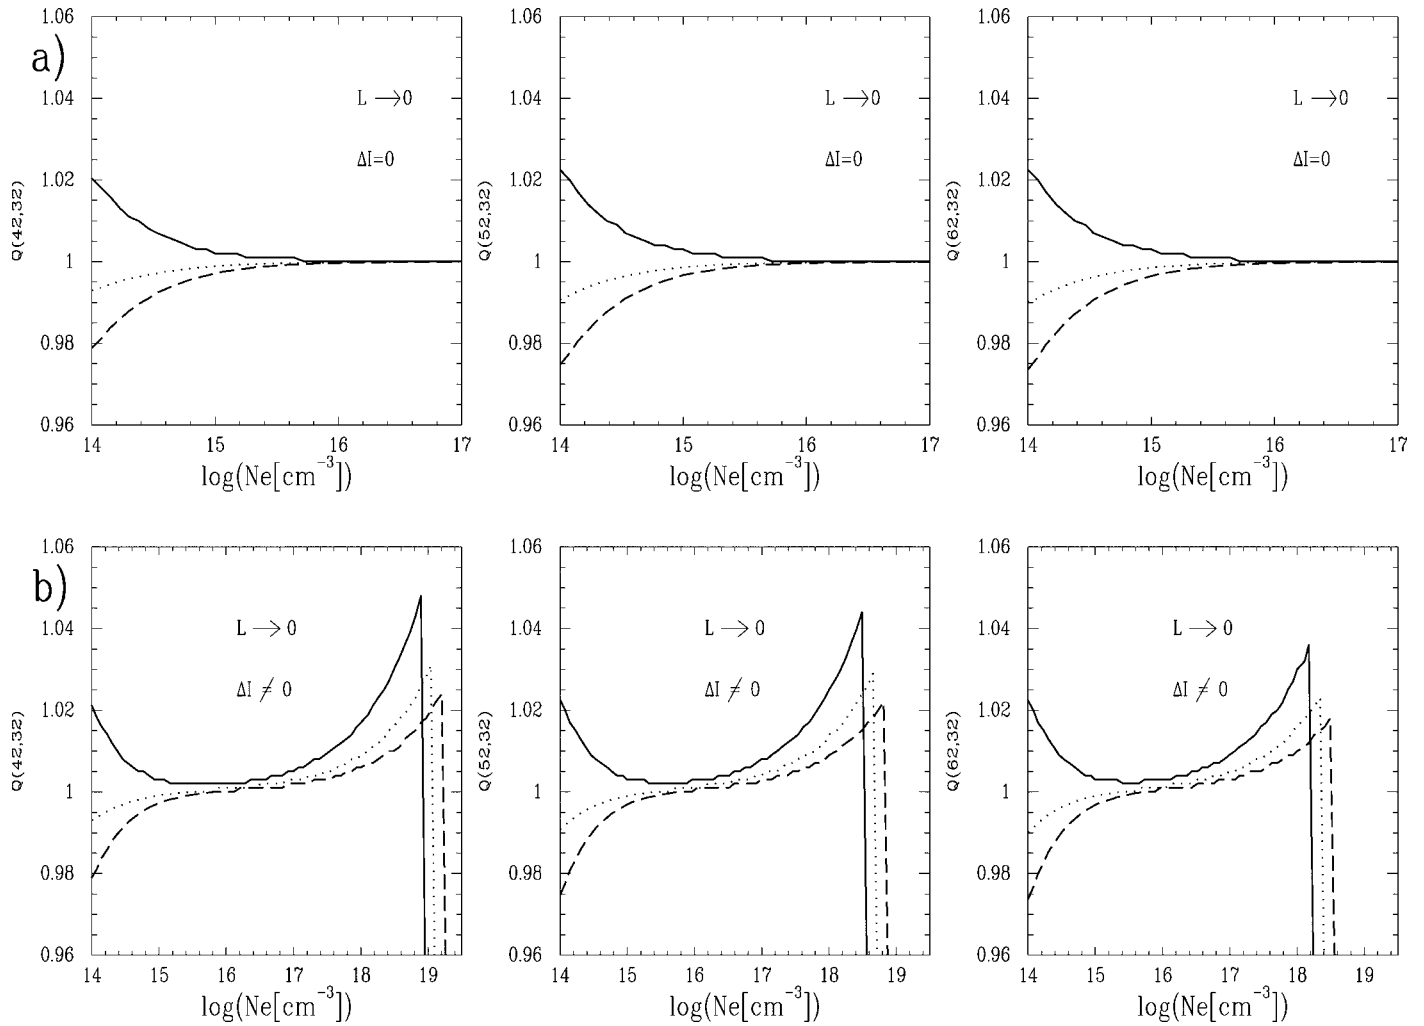 a)
1.06
1.04
1.02
1
0.98
0.96
Q(42,32)
L →0
ΔI=0
14 15 16 17
log(Ne[cm⁻³])
1.06
1.04
1.02
1
0.98
0.96
Q(52,32)
L →0
ΔI=0
14 15 16 17
log(Ne[cm⁻³])
1.06
1.04
1.02
1
0.98
0.96
Q(62,32)
L →0
ΔI=0
14 15 16 17
log(Ne[cm⁻³])
b)
1.06
1.04
1.02
1
0.98
0.96
Q(42,32)
L → 0
ΔI ≠ 0
14 15 16 17 18 19
log(Ne[cm⁻³])
1.06
1.04
1.02
1
0.98
0.96
Q(52,32)
L → 0
ΔI ≠ 0
14 15 16 17 18 19
log(Ne[cm⁻³])
1.06
1.04
1.02
1
0.98
0.96
Q(62,32)
L → 0
ΔI ≠ 0
14 15 16 17 18 19
log(Ne[cm⁻³])